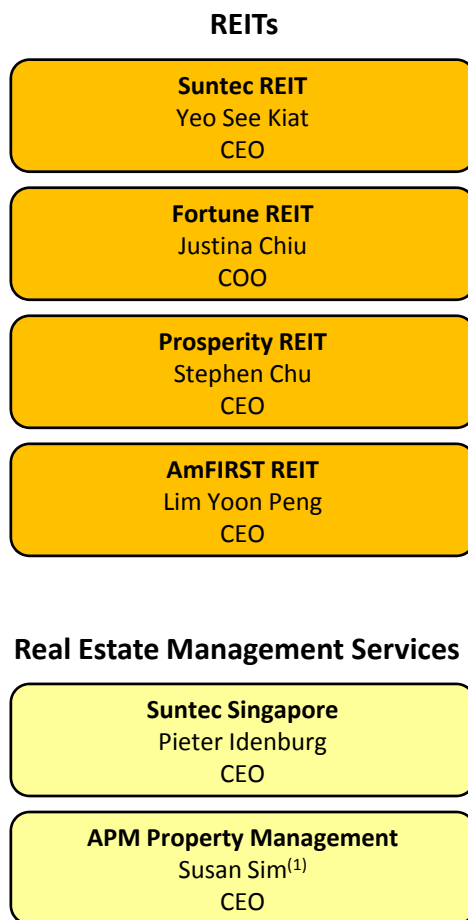 REITs
Suntec REIT
Yeo See Kiat
CEO
Fortune REIT
Justina Chiu
COO
Prosperity REIT
Stephen Chu
CEO
AmFIRST REIT
Lim Yoon Peng
CEO
Real Estate Management Services
Suntec Singapore
Pieter Idenburg
CEO
APM Property Management
Susan Sim(1)
CEO